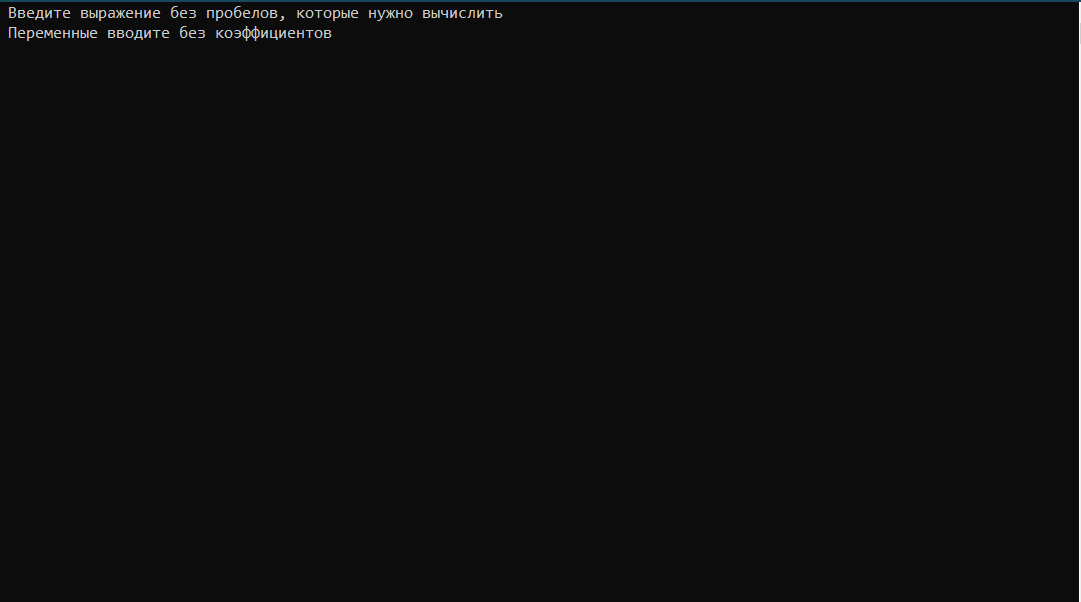 Введите выражение без пробелов, которые нужно вычислить
Переменные вводите без коэффициентов